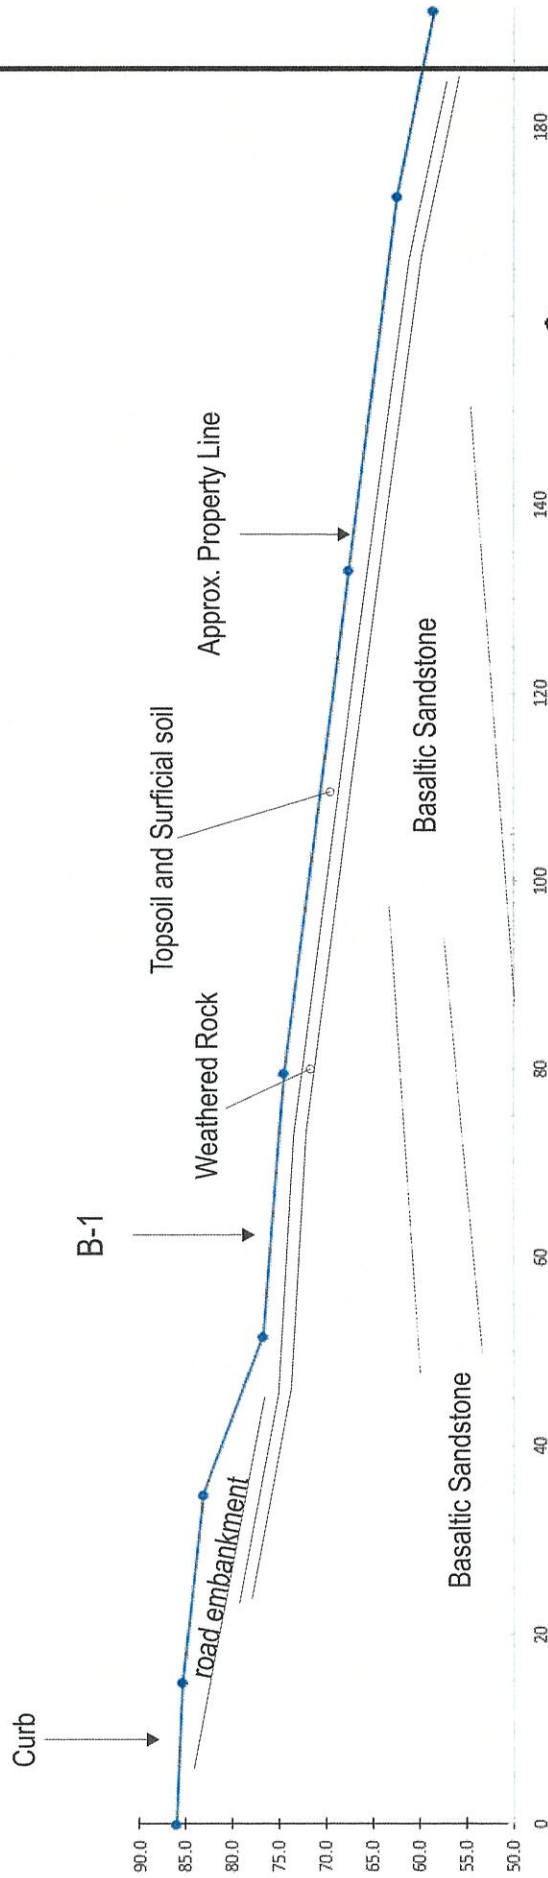 Curb
B-1
Topsoil and Surficial soil
Approx. Property Line
Weathered Rock
road embankment
Basaltic Sandstone
Basaltic Sandstone
90.0
85.0
80.0
75.0
70.0
65.0
60.0
55.0
50.0
0
20
40
60
80
100
120
140
180